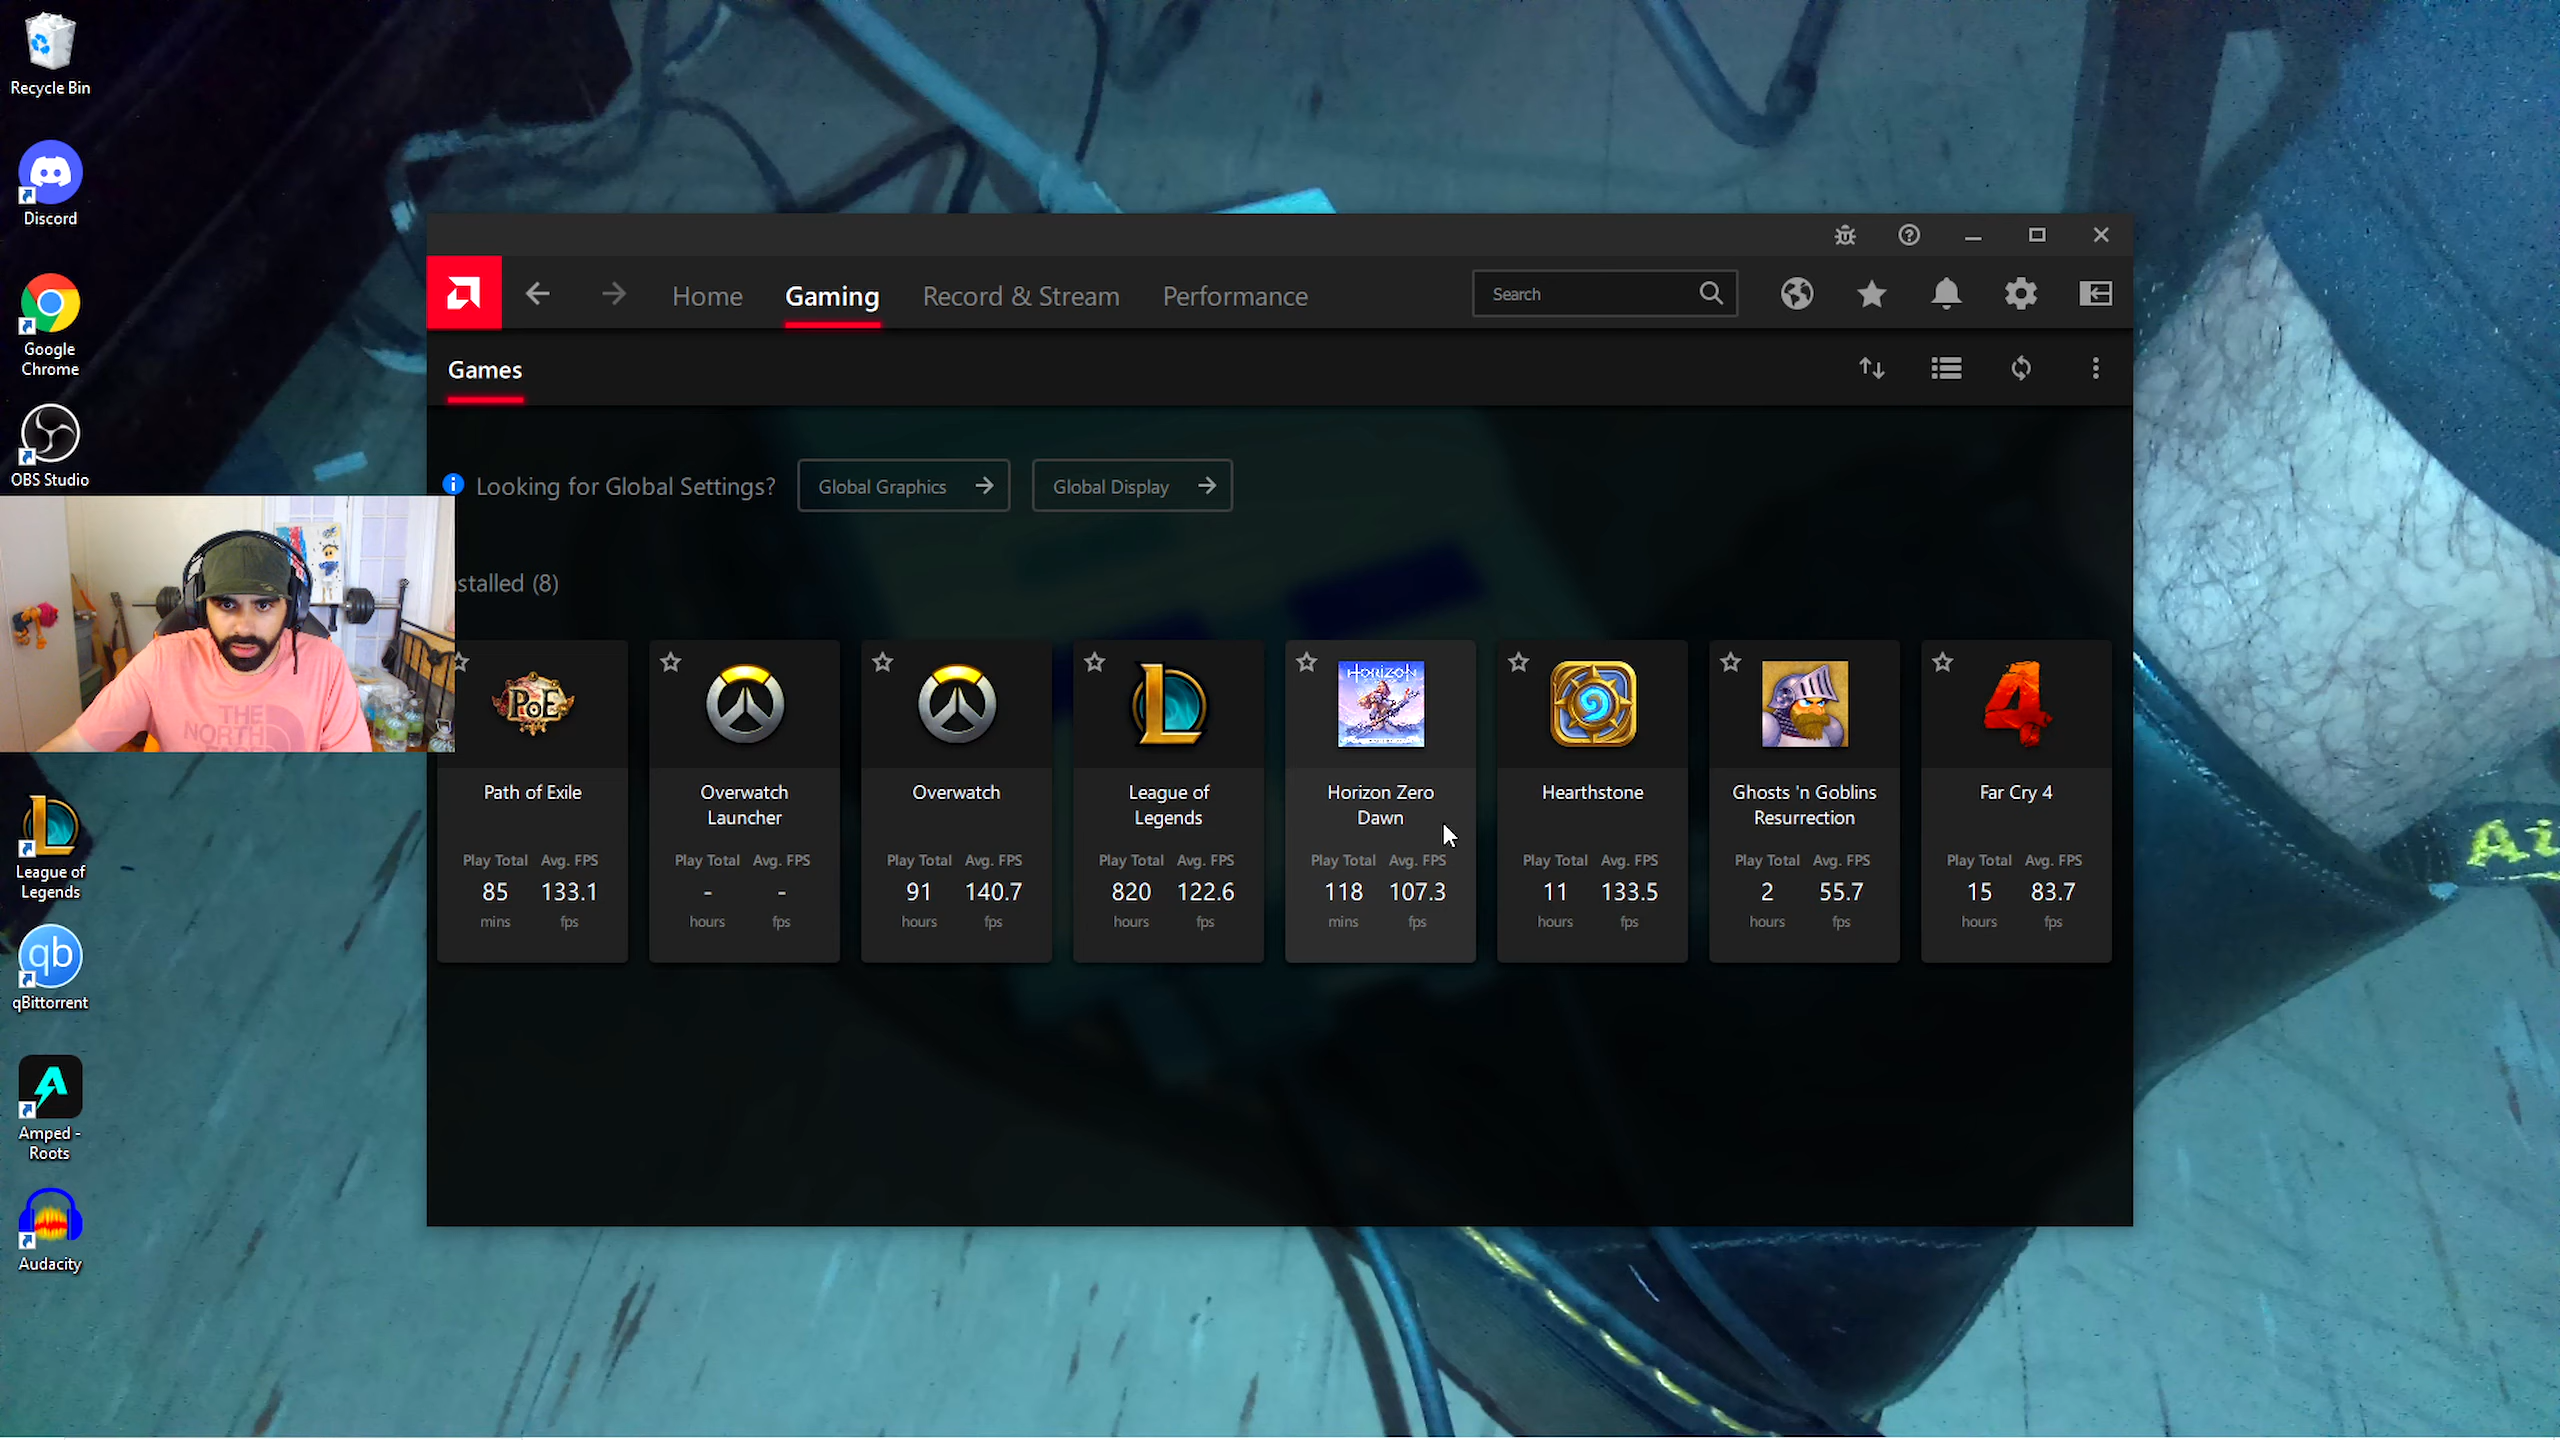 Recycle Bin
Discord
Google
Chrome
OBS Studio
League of
Legends
qBittorrent
Amped -
Roots
Audacity
Home
Gaming
Record & Stream
Performance
Search
Games
Looking for Global Settings?
Global Graphics
Global Display
stalled (8)
THE
NORTH
PoE
Path of Exile
Play Total Avg. FPS
85 133.1
mins fps
Overwatch
Launcher
Play Total Avg. FPS
- -
hours fps
Overwatch
Play Total Avg. FPS
91 140.7
hours fps
League of
Legends
Play Total Avg. FPS
820 122.6
hours fps
HORIZON
Horizon Zero
Dawn
Play Total Avg. FPS
118 107.3
mins fps
Hearthstone
Play Total Avg. FPS
11 133.5
hours fps
Ghosts 'n Goblins
Resurrection
Play Total Avg. FPS
2 55.7
hours fps
4
Far Cry 4
Play Total Avg. FPS
15 83.7
hours fps
Ai